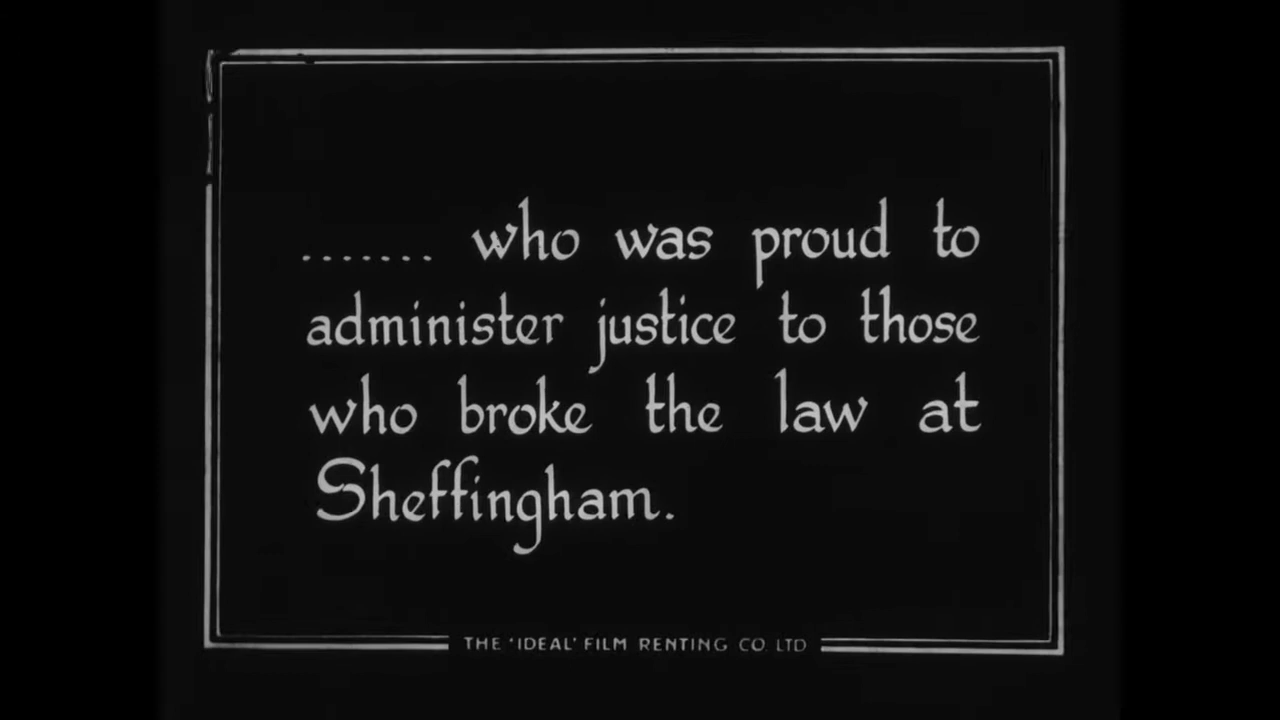 ....... who was proud to
administer justice to those
who broke the law at
Sheffingham.
THE 'IDEAL' FILM RENTING CO. LTD